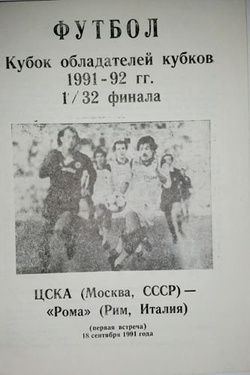 ФУТБОЛ
Кубок обладателей кубков
1991-92 гг.
1/32 финала
ЦСКА (Москва, СССР) —
«Рома» (Рим, Италия)
(первая встреча)
18 сентября 1991 года